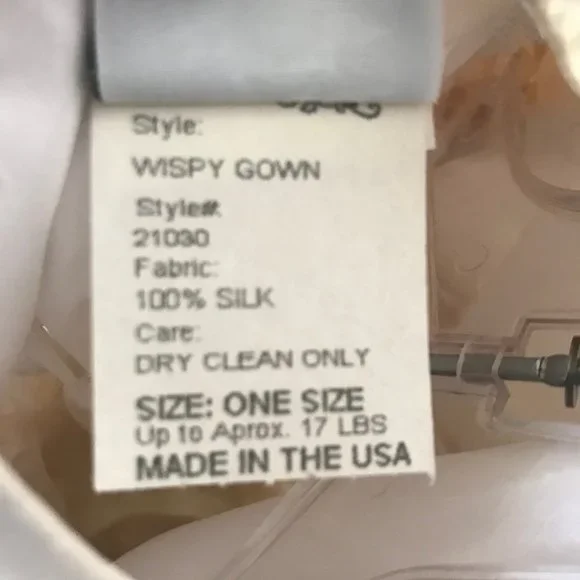 Style:
WISPY GOWN
Style#:
21030
Fabric:
100% SILK
Care:
DRY CLEAN ONLY
SIZE: ONE SIZE
Up to Aprox. 17 LBS
MADE IN THE USA